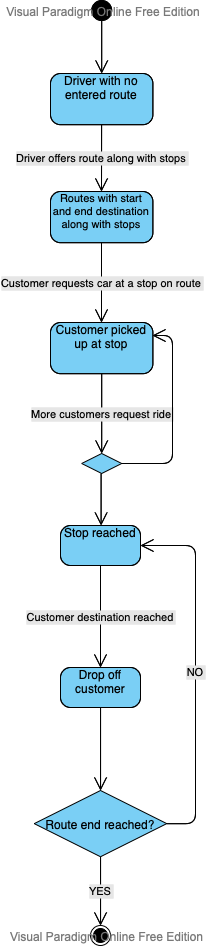 Visual Paradigm Online Free Edition
Driver with no
entered route
Driver offers route along with stops
Routes with start
and end destination
along with stops
Customer requests car at a stop on route
Customer picked
up at stop
More customers request ride
Stop reached
Customer destination reached
NO
Drop off
customer
Route end reached?
YES
Visual Paradigm Online Free Edition